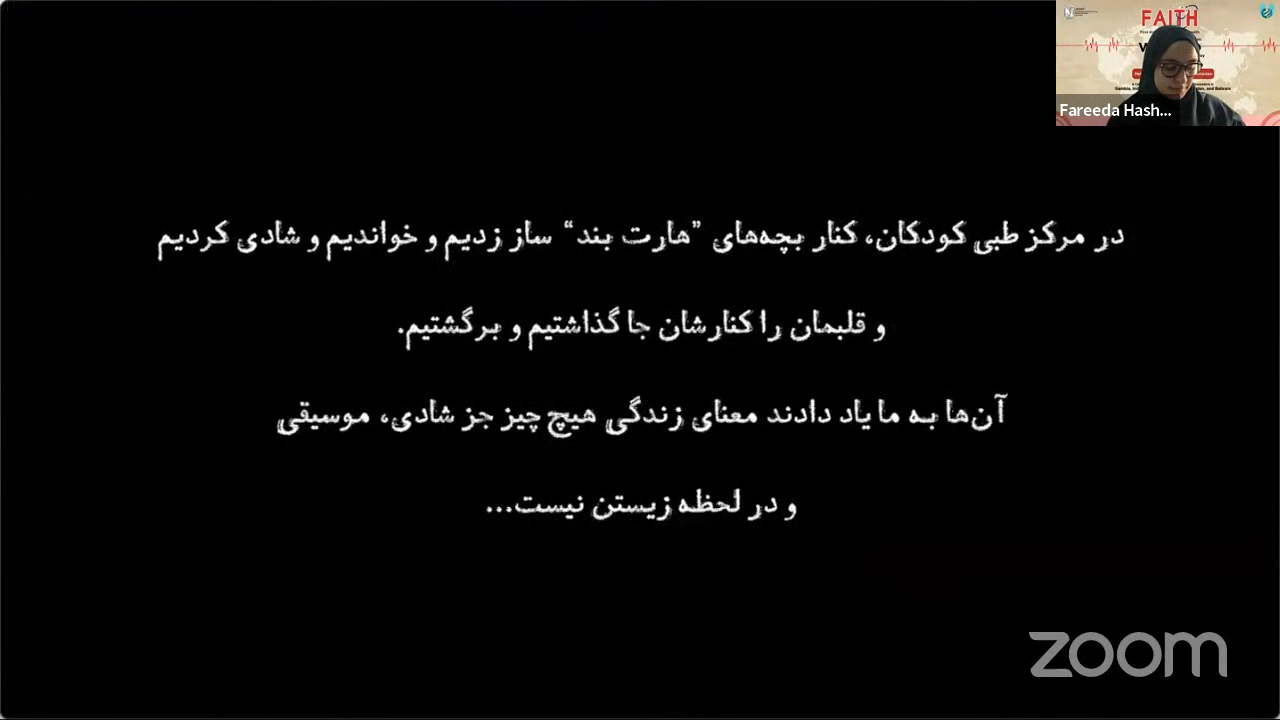 FAITH
Fareeda Hash...
در مرکز طبی کودکان، کنار بچه‌های ”هارت بند“ ساز زدیم و خواندیم و شادی کردیم
و قلبمان را کنارشان جا گذاشتیم و برگشتیم.
آن‌ها به ما یاد دادند معنای زندگی هیچ چیز جز شادی، موسیقی
و در لحظه زیستن نیست...
zoom